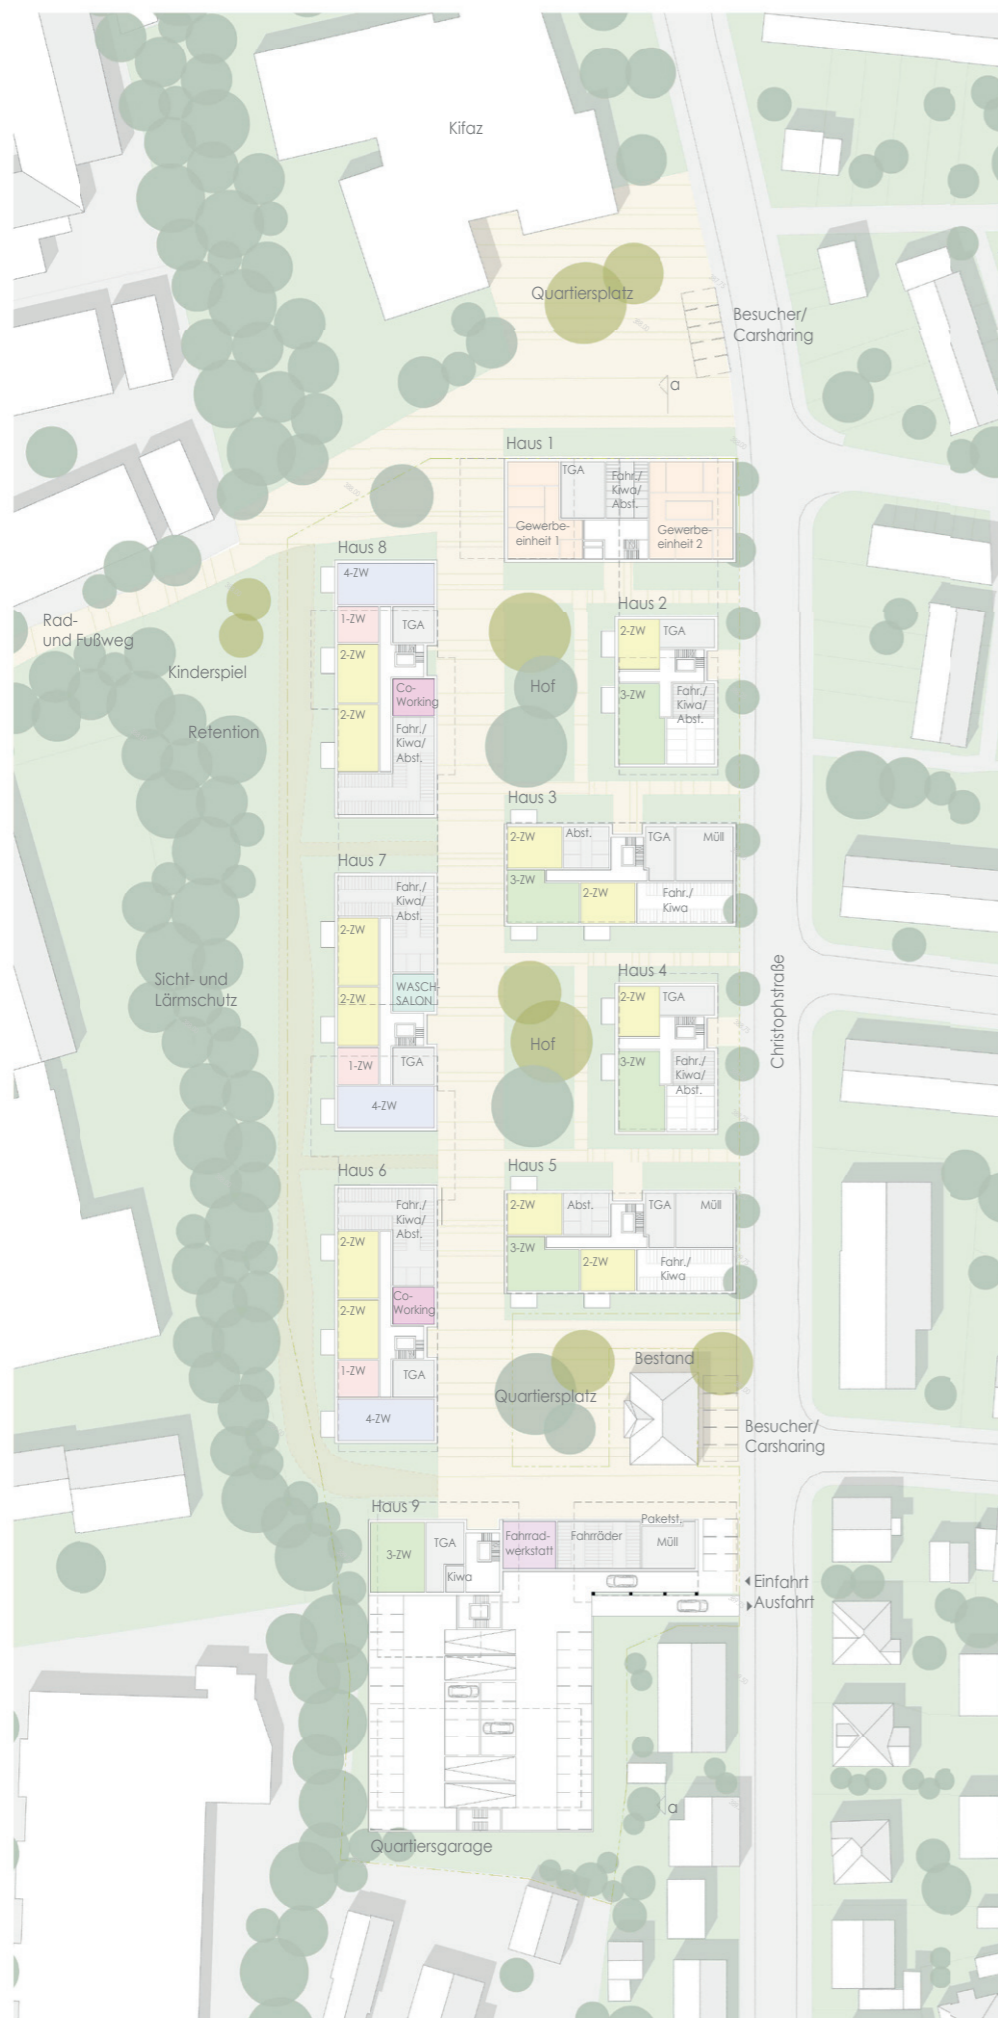 Kifaz
Quartiersplatz
Besucher/
Carsharing
a
Haus 1
TGA
Fahr./
Kiwa/
Abst.
Gewerbe-
einheit 1
Gewerbe-
einheit 2
Haus 8
4-ZW
1-ZW
TGA
2-ZW
Co-
Working
2-ZW
Fahr./
Kiwa/
Abst.
Rad-
und Fußweg
Kinderspiel
Retention
Hof
Haus 2
2-ZW
TGA
3-ZW
Fahr./
Kiwa/
Abst.
Haus 3
2-ZW
Abst.
TGA
Müll
3-ZW
2-ZW
Fahr./
Kiwa
Haus 7
Fahr./
Kiwa/
Abst.
2-ZW
2-ZW
WASCH-
SALON
1-ZW
TGA
4-ZW
Sicht- und
Lärmschutz
Hof
Haus 4
2-ZW
TGA
3-ZW
Fahr./
Kiwa/
Abst.
Christophstraße
Haus 6
Fahr./
Kiwa/
Abst.
2-ZW
Co-
Working
2-ZW
1-ZW
TGA
4-ZW
Haus 5
2-ZW
Abst.
TGA
Müll
3-ZW
2-ZW
Fahr./
Kiwa
Quartiersplatz
Bestand
Besucher/
Carsharing
Haus 9
3-ZW
TGA
Kiwa
Fahrrad-
werkstatt
Fahrräder
Paketst.
Müll
Einfahrt
Ausfahrt
a
Quartiersgarage